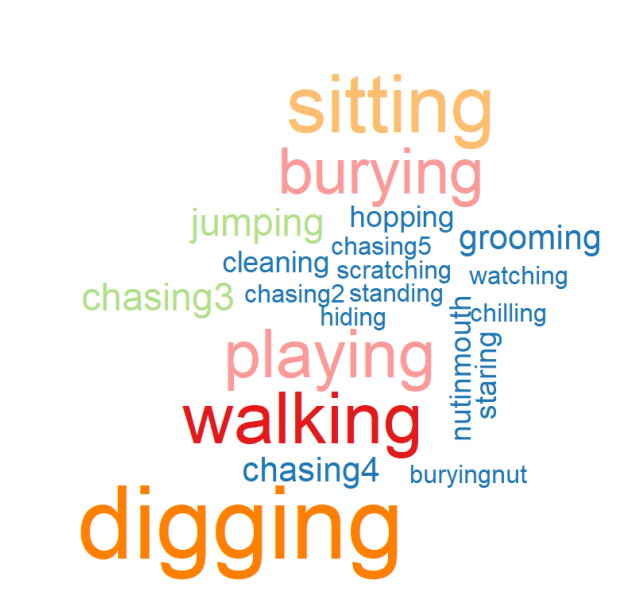 sitting
burying
jumping
hopping
grooming
chasing5
cleaning
scratching
watching
chasing3
chasing2
standing
hiding
chilling
nutinmouth
staring
playing
walking
chasing4
buryingnut
digging